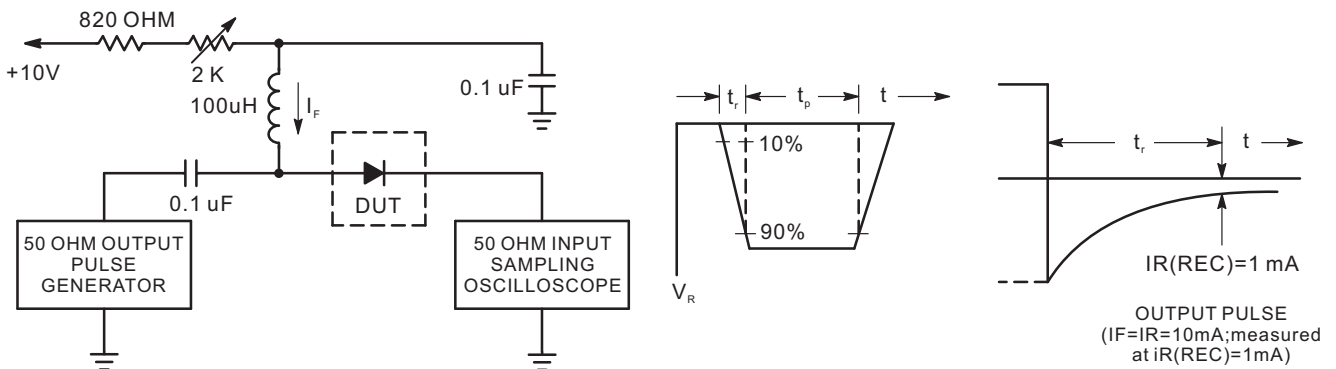 820 OHM
+10V
2 K
100uH
I_F
0.1 uF
0.1 uF
DUT
50 OHM OUTPUT
PULSE
GENERATOR
50 OHM INPUT
SAMPLING
OSCILLOSCOPE
t_r
t_p
t
10%
90%
V_R
t_r
t
IR(REC)=1 mA
OUTPUT PULSE
(IF=IR=10mA;measured
at iR(REC)=1mA)